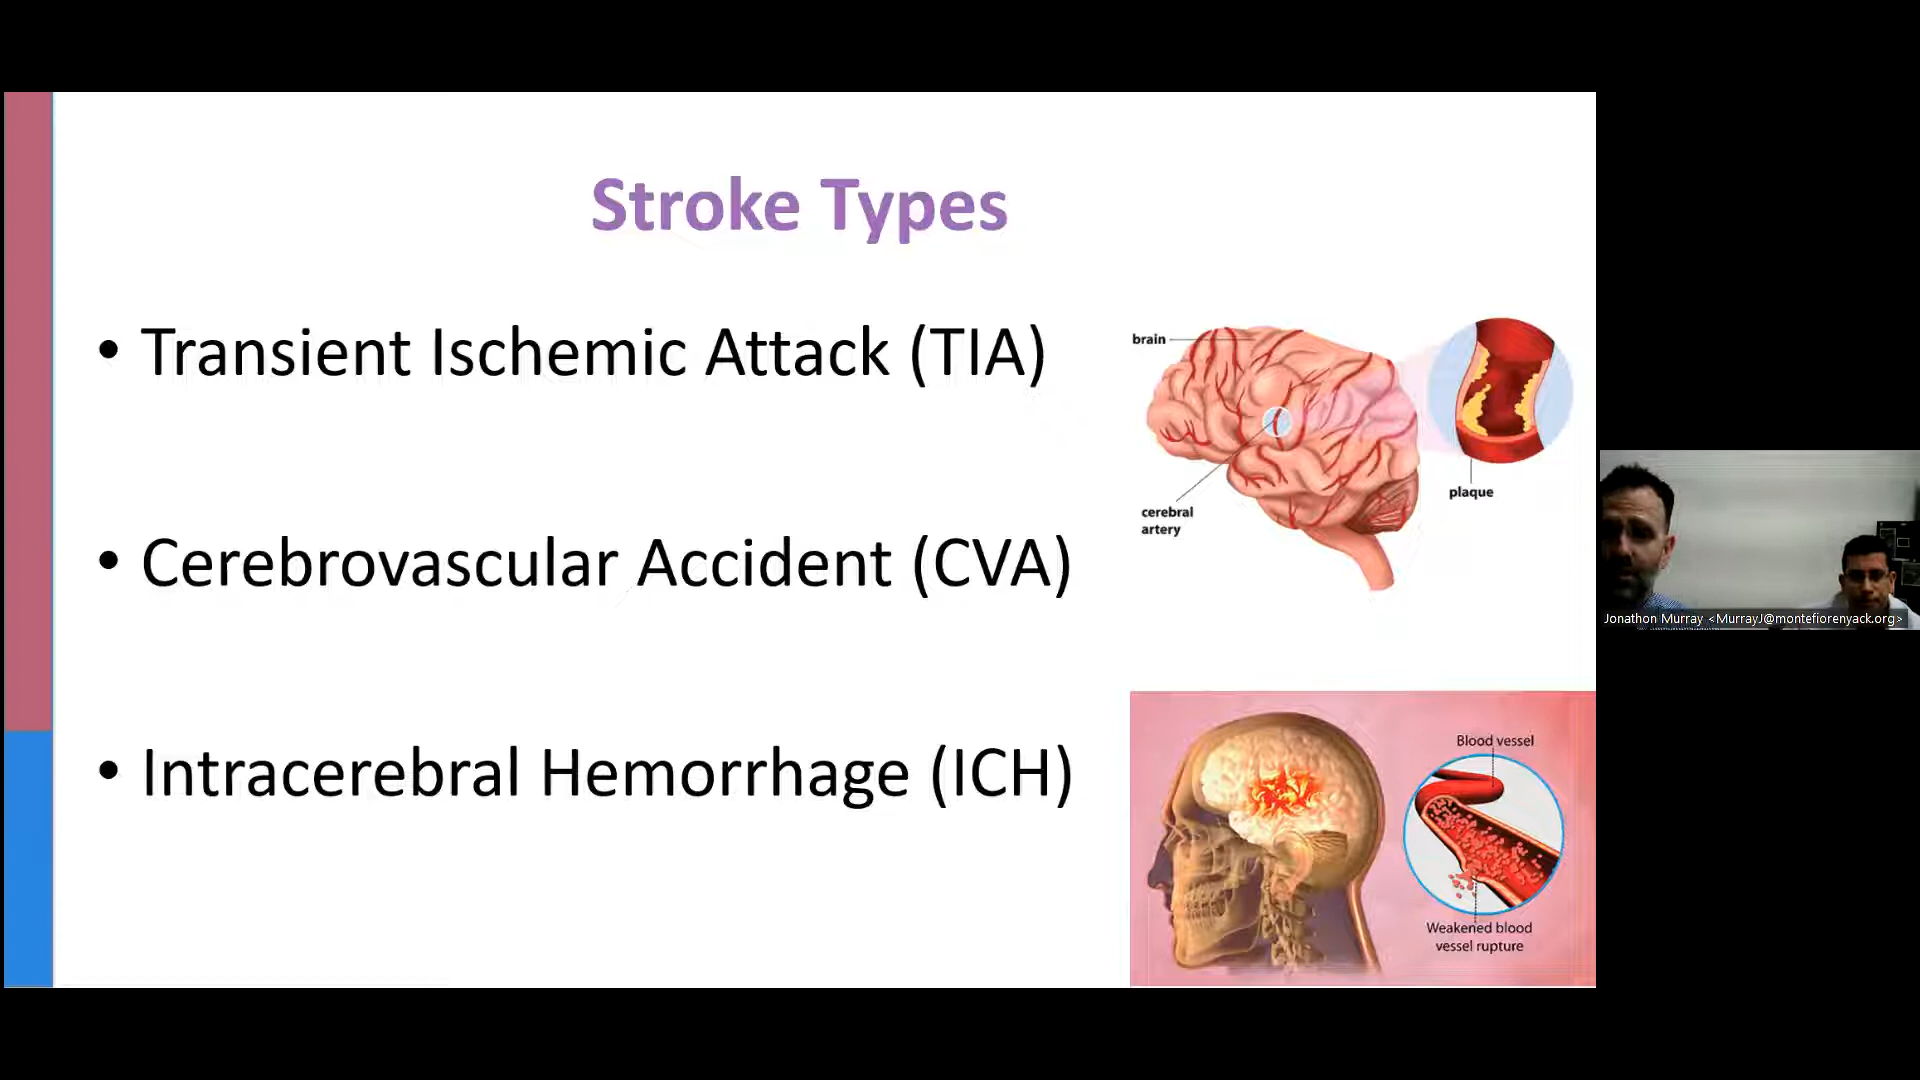 Stroke Types
• Transient Ischemic Attack (TIA)
• Cerebrovascular Accident (CVA)
• Intracerebral Hemorrhage (ICH)
brain
cerebral
artery
plaque
Blood vessel
Weakened blood
vessel rupture
Jonathon Murray <MurrayJ@montefiorenyack.org>